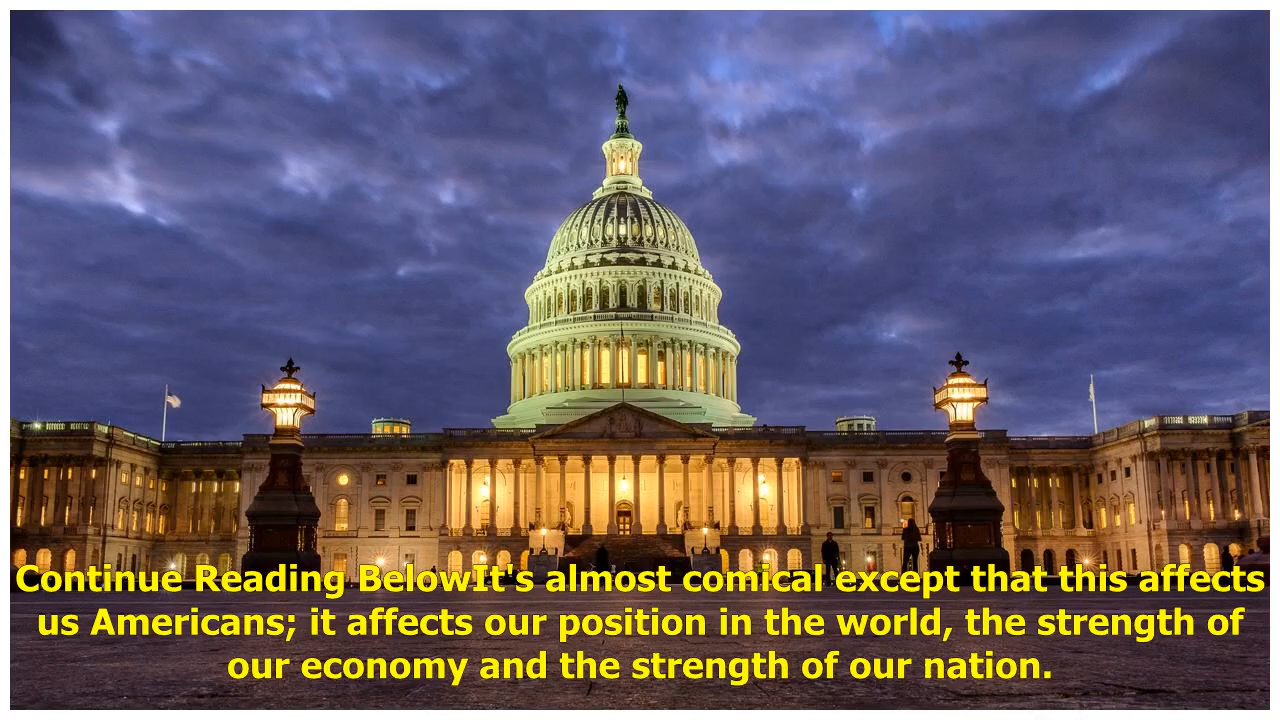 Continue Reading BelowIt's almost comical except that this affects
us Americans; it affects our position in the world, the strength of
our economy and the strength of our nation.